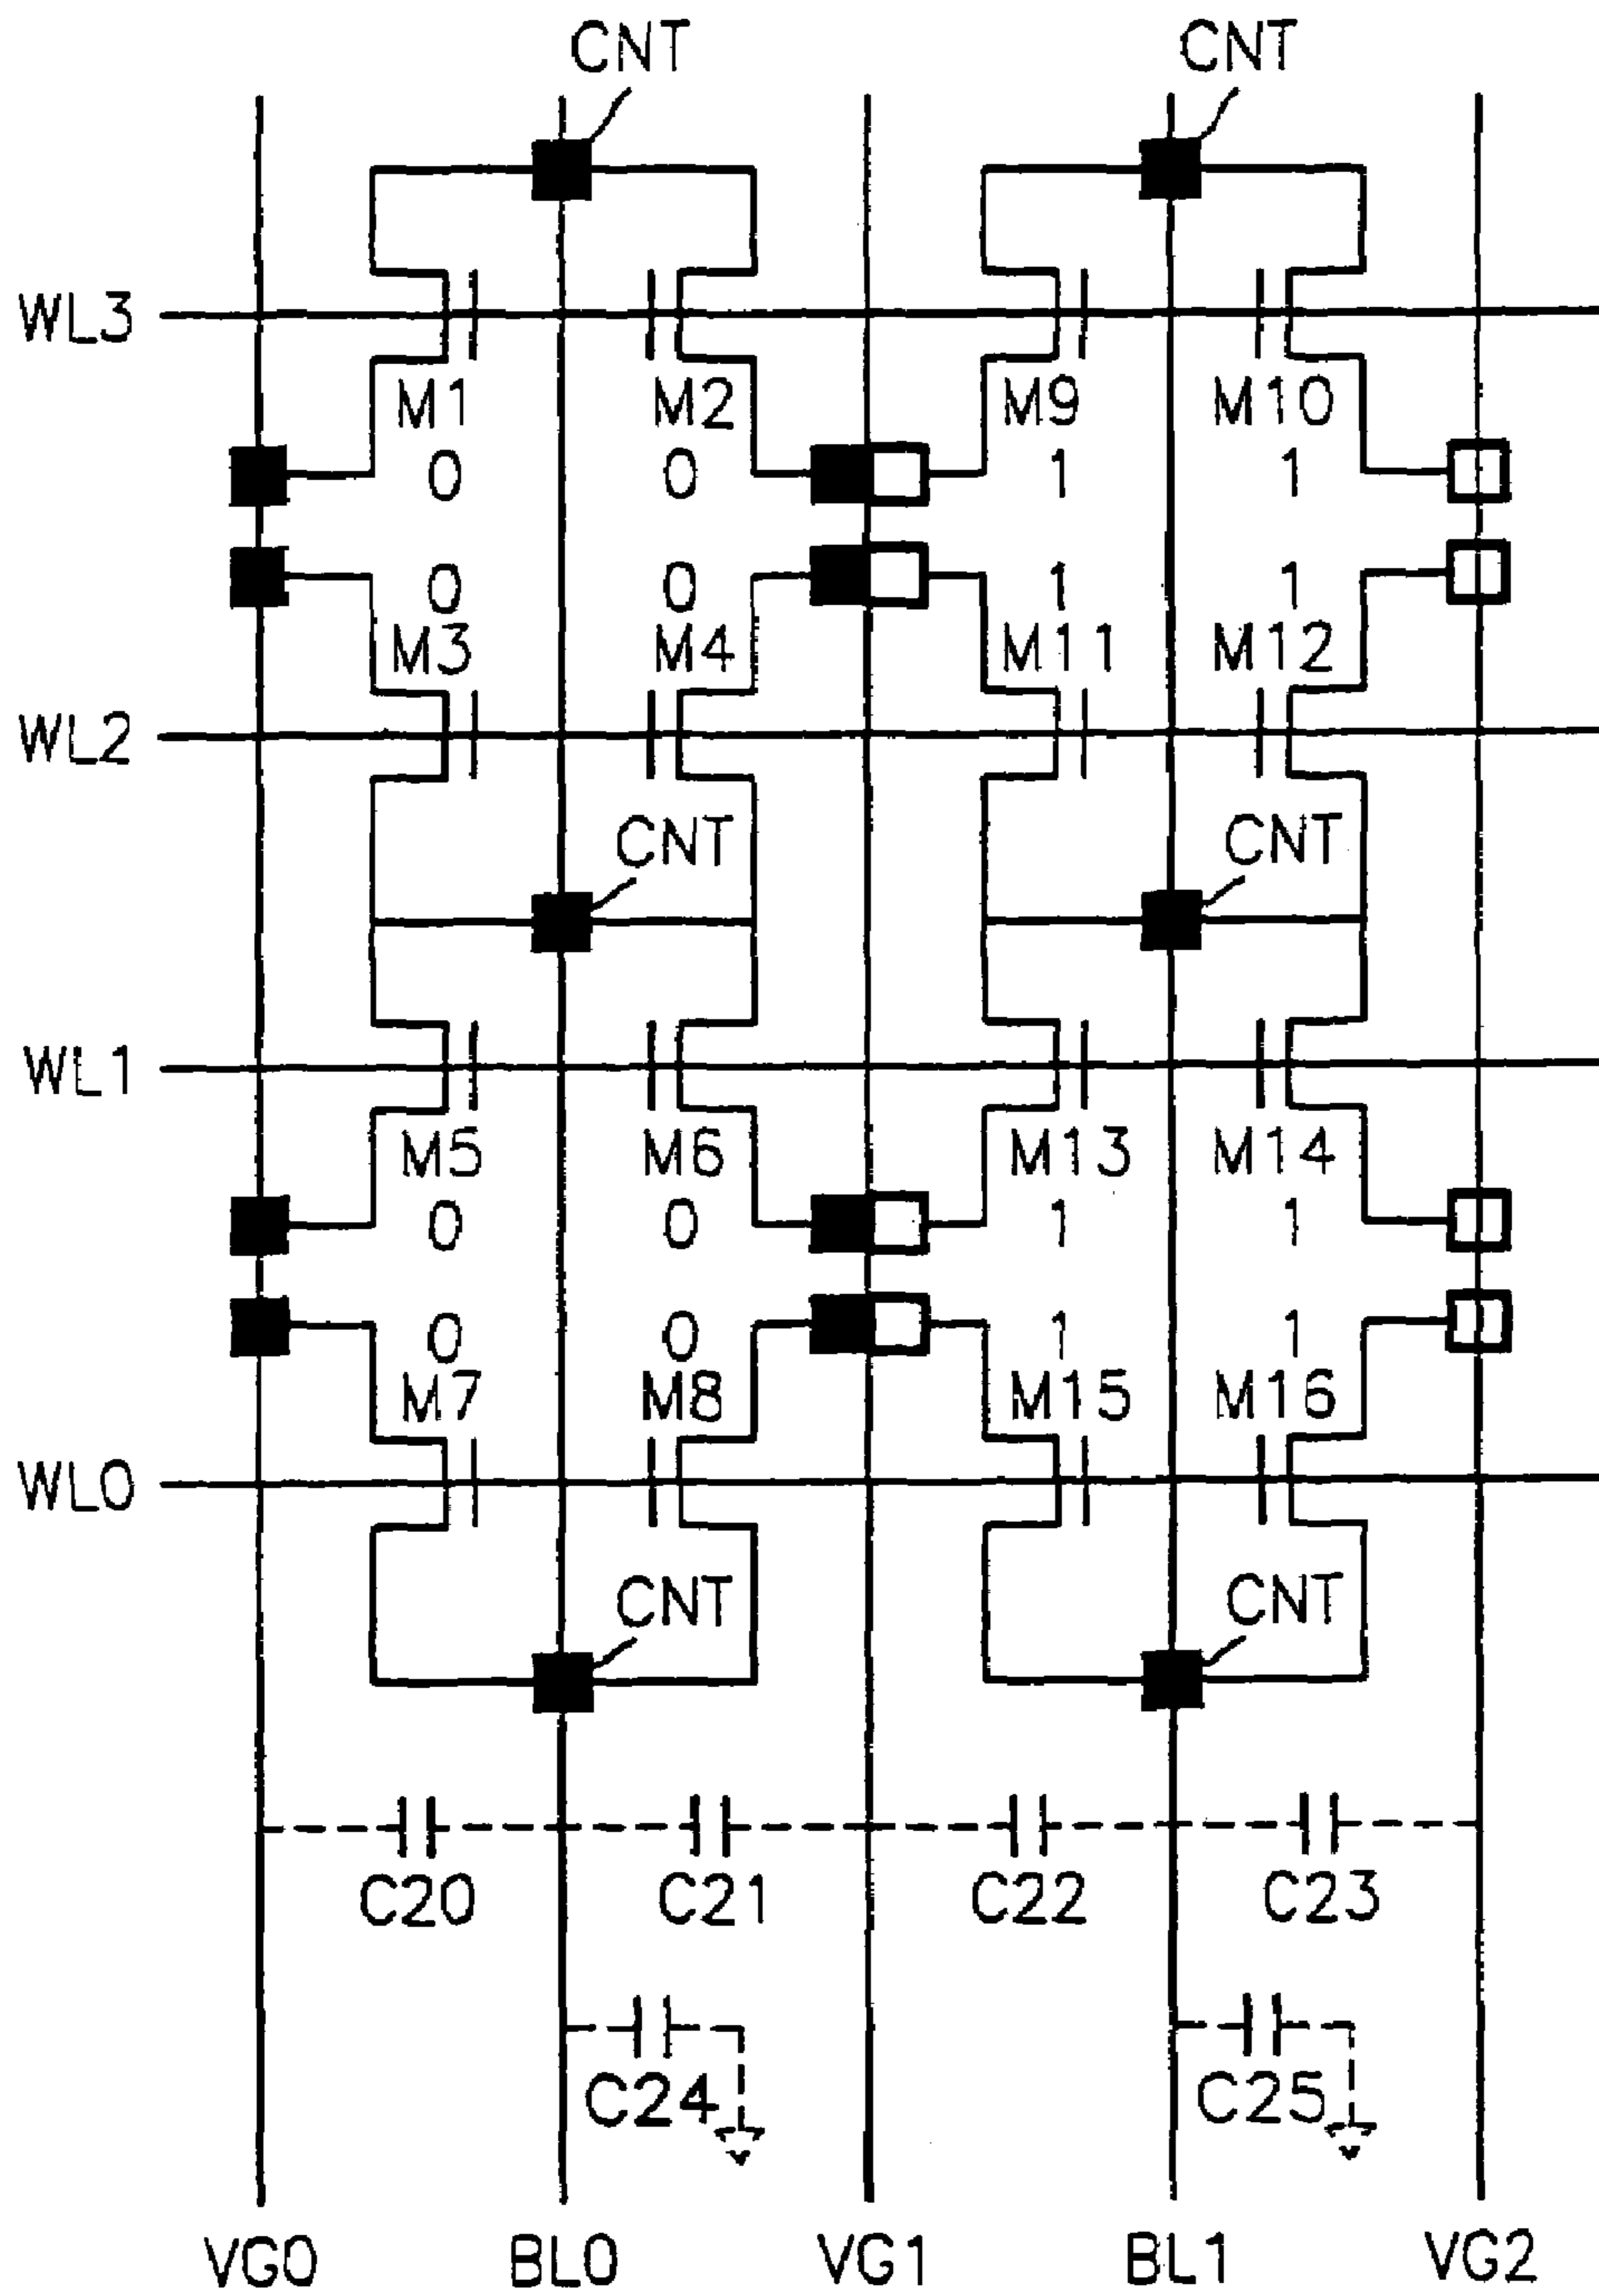 CNT CNT
WL3
M1 M2 M9 M10
0 0 1 1
0 0 1 1
M3 M4 M11 M12
WL2
CNT CNT
WL1
M5 M6 M13 M14
0 0 1 1
0 0 1 1
M7 M8 M15 M16
WL0
CNT CNT
C20 C21 C22 C23
C24 C25
VG0 BL0 VG1 BL1 VG2